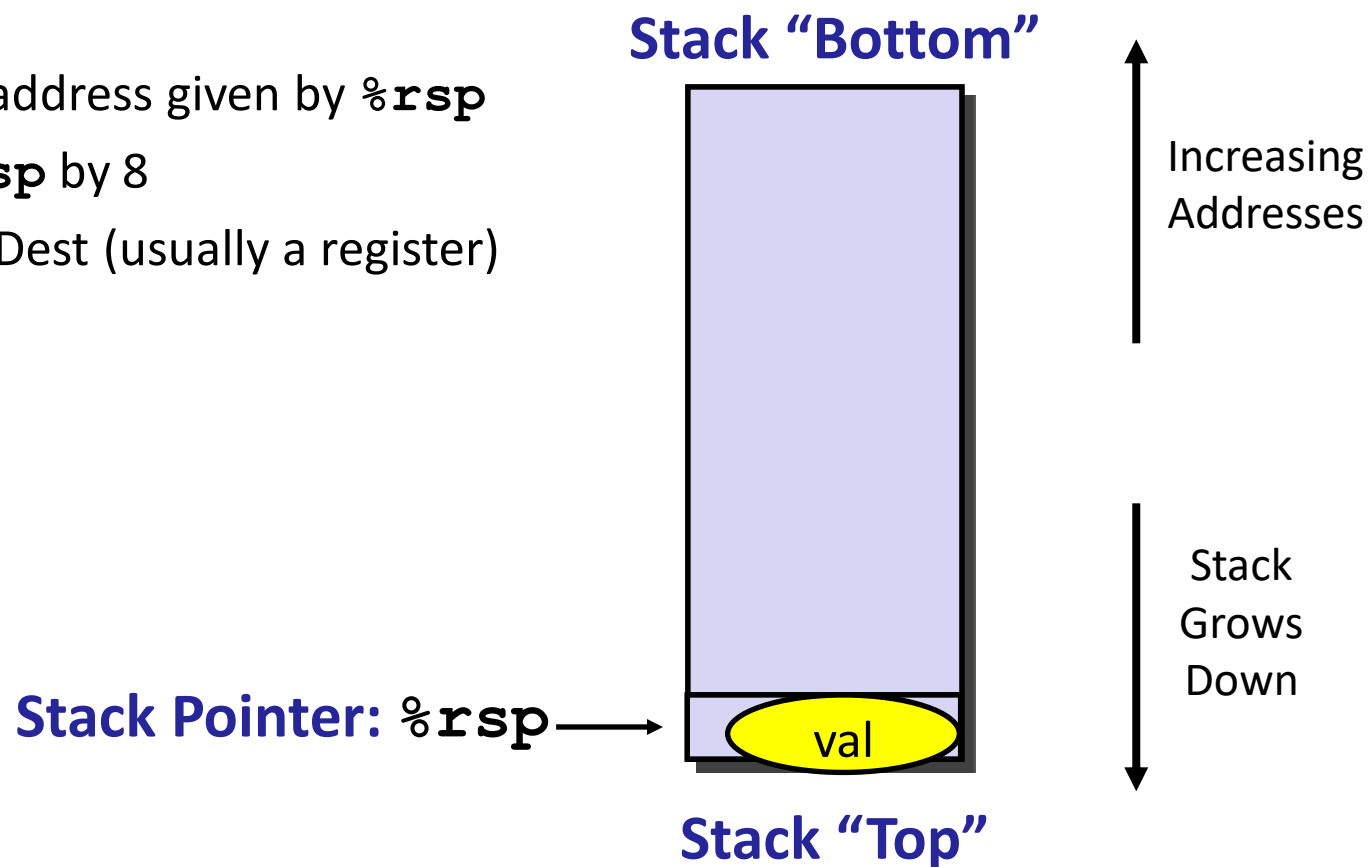 Stack “Bottom”
address given by %rsp
sp by 8
Dest (usually a register)
Increasing
Addresses
Stack
Grows
Down
Stack Pointer: %rsp
val
Stack “Top”